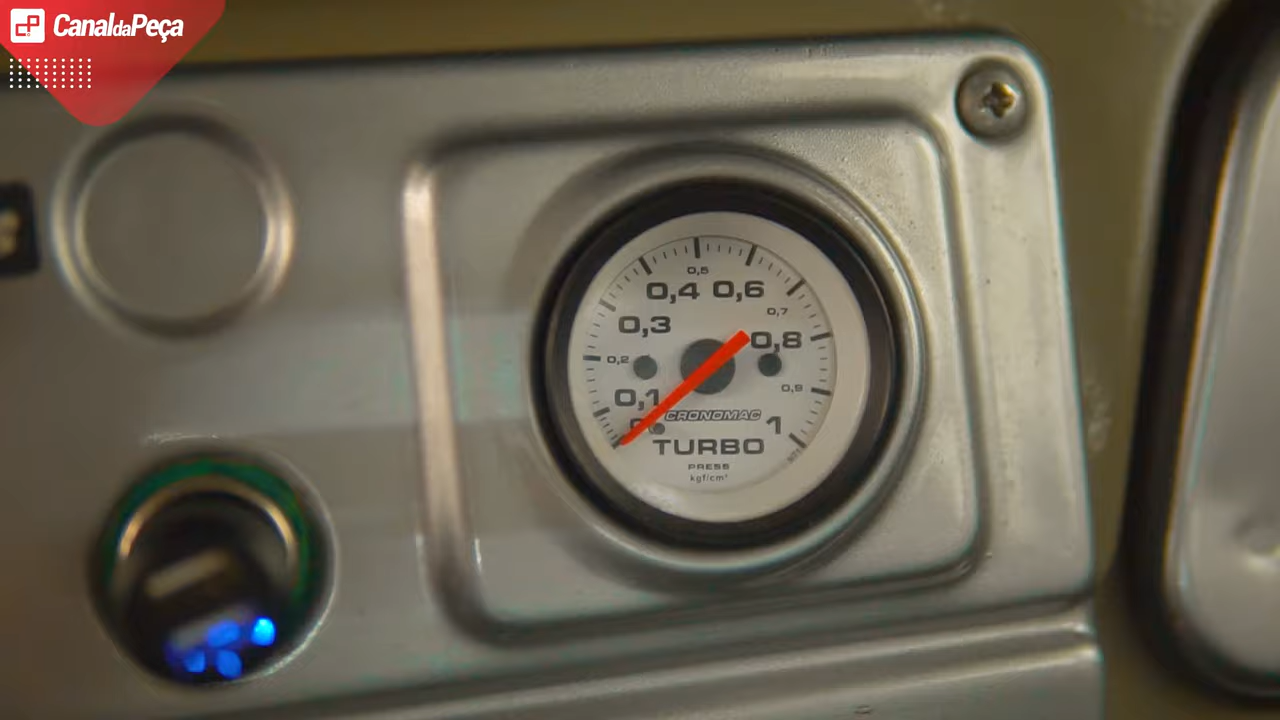 CanaldaPeça
0,5
0,4 0,6
0,7
0,3
0,8
0,2
0,9
0,1
CRONOMAC
0
1
TURBO
PRESS
kgf/cm²